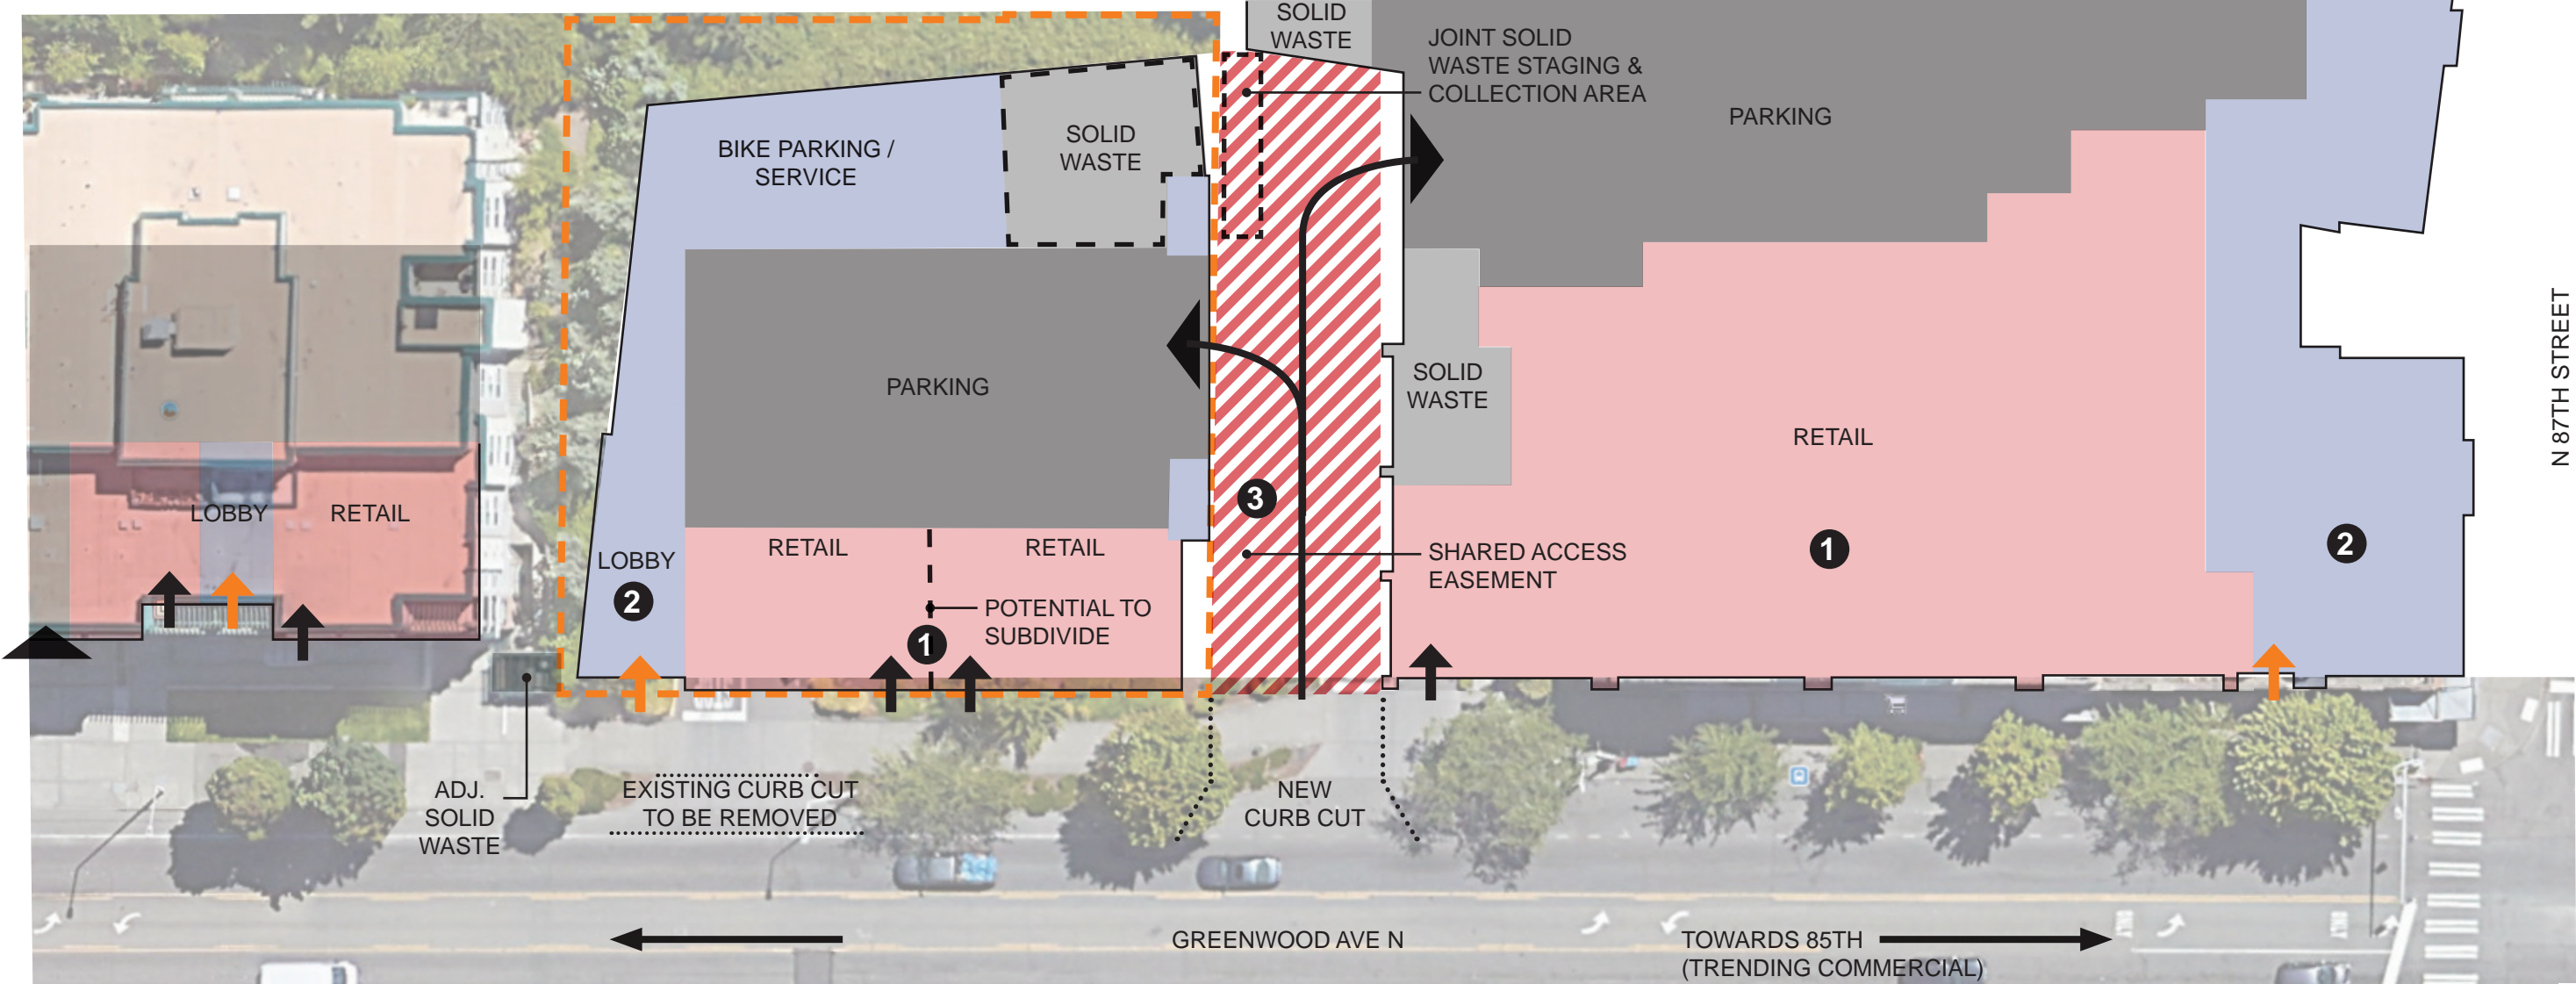 SOLID
WASTE
JOINT SOLID
WASTE STAGING &
COLLECTION AREA
PARKING
BIKE PARKING /
SERVICE
SOLID
WASTE
PARKING
SOLID
WASTE
RETAIL
N 87TH STREET
LOBBY
RETAIL
3
LOBBY
2
RETAIL
RETAIL
SHARED ACCESS
EASEMENT
1
2
POTENTIAL TO
SUBDIVIDE
1
ADJ.
SOLID
WASTE
EXISTING CURB CUT
TO BE REMOVED
NEW
CURB CUT
GREENWOOD AVE N
TOWARDS 85TH
(TRENDING COMMERCIAL)
ONLY
ONLY